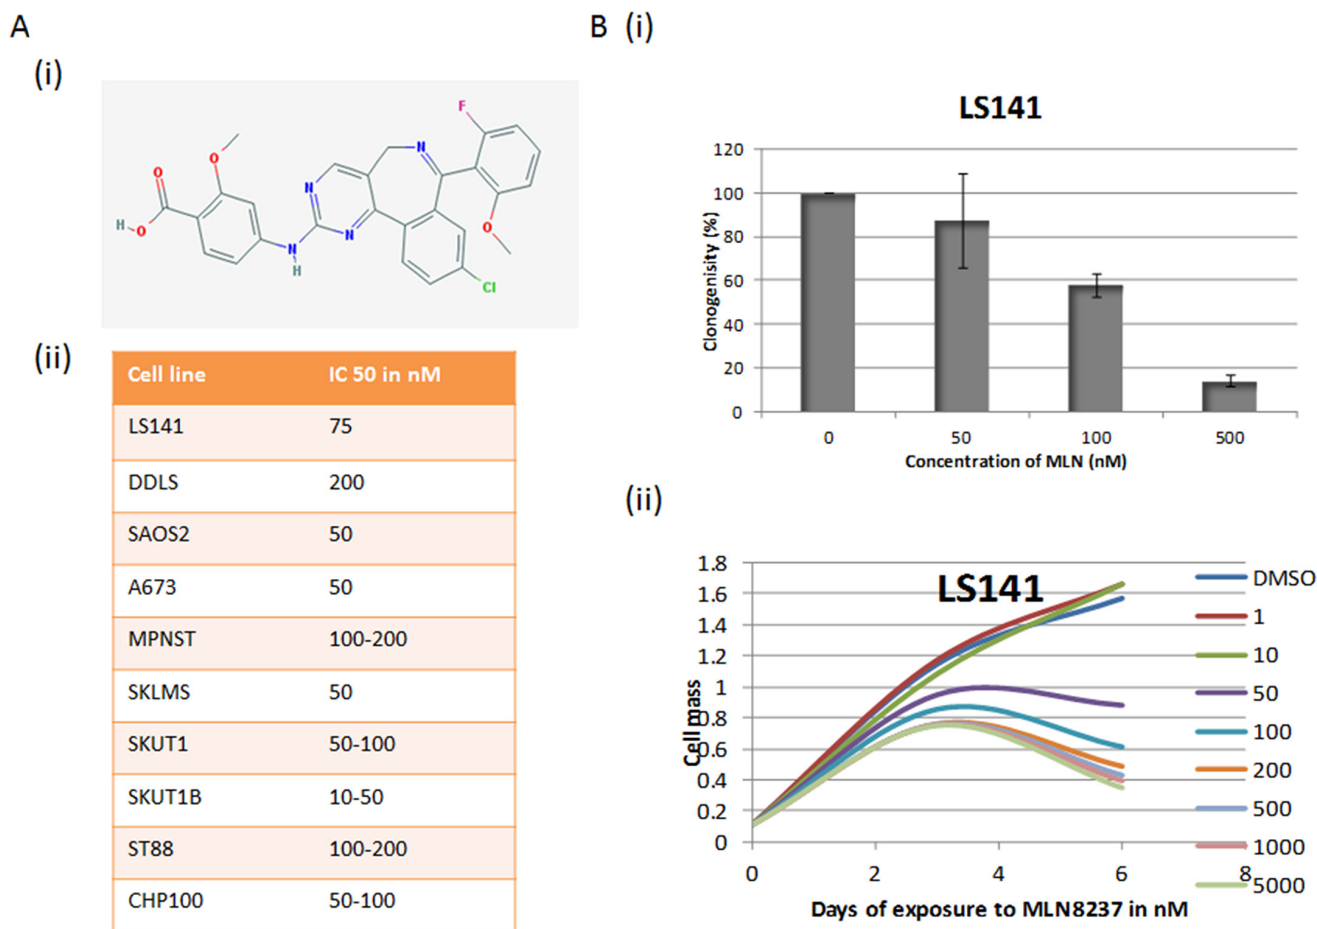 A
(i)
F
N
O
O
N
H
O
N
O
N
H
Cl
(ii)
Cell line IC 50 in nM
LS141 75
DDLS 200
SAOS2 50
A673 50
MPNST 100-200
SKLMS 50
SKUT1 50-100
SKUT1B 10-50
ST88 100-200
CHP100 50-100
B (i)
LS141
Clonogenisity (%)
120
100
80
60
40
20
0
0 50 100 500
Concentration of MLN (nM)
(ii)
LS141
Cell mass
1.8
1.6
1.4
1.2
1
0.8
0.6
0.4
0.2
0
0 2 4 6 8
Days of exposure to MLN8237 in nM
DMSO
1
10
50
100
200
500
1000
5000